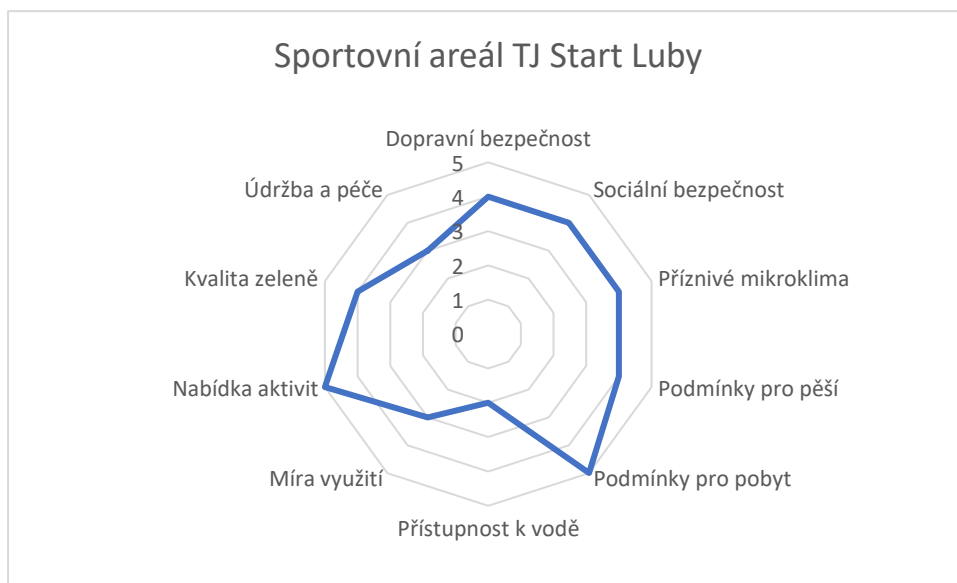 Sportovní areál TJ Start Luby
Dopravní bezpečnost
Sociální bezpečnost
Příznivé mikroklima
Podmínky pro pěší
Podmínky pro pobyt
Přístupnost k vodě
Míra využití
Nabídka aktivit
Kvalita zeleně
Údržba a péče
5
4
3
2
1
0